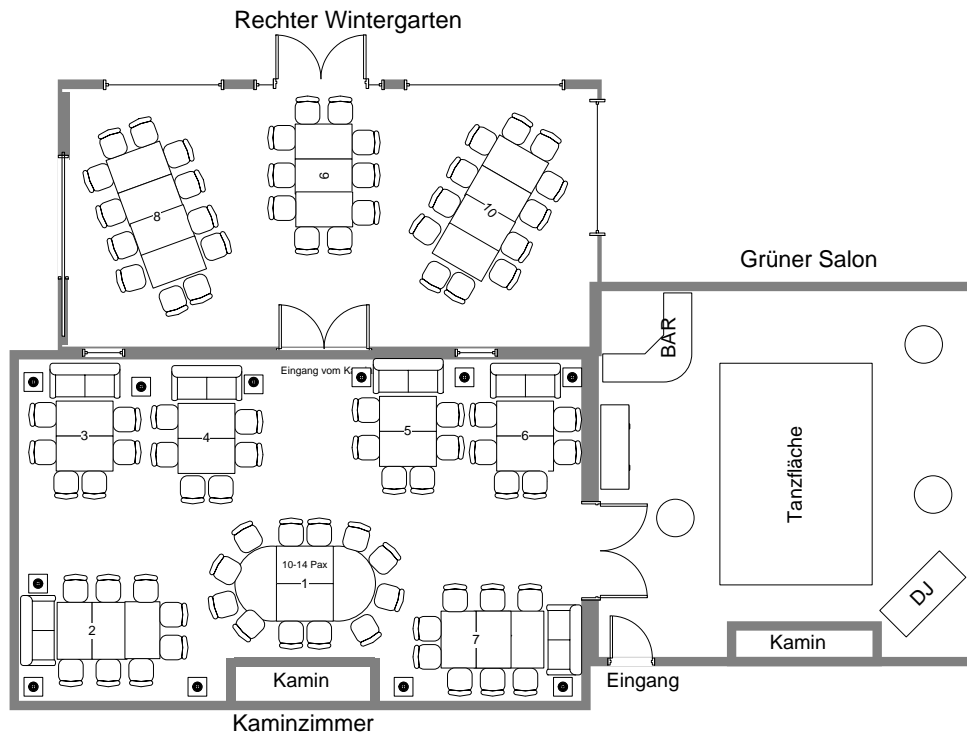 Rechter Wintergarten
8
9
10
Grüner Salon
BAR
Eingang vom
3
4
5
6
Tanzfläche
10-14 Pax
1
2
7
DJ
Kamin
Kamin
Eingang
Kaminzimmer